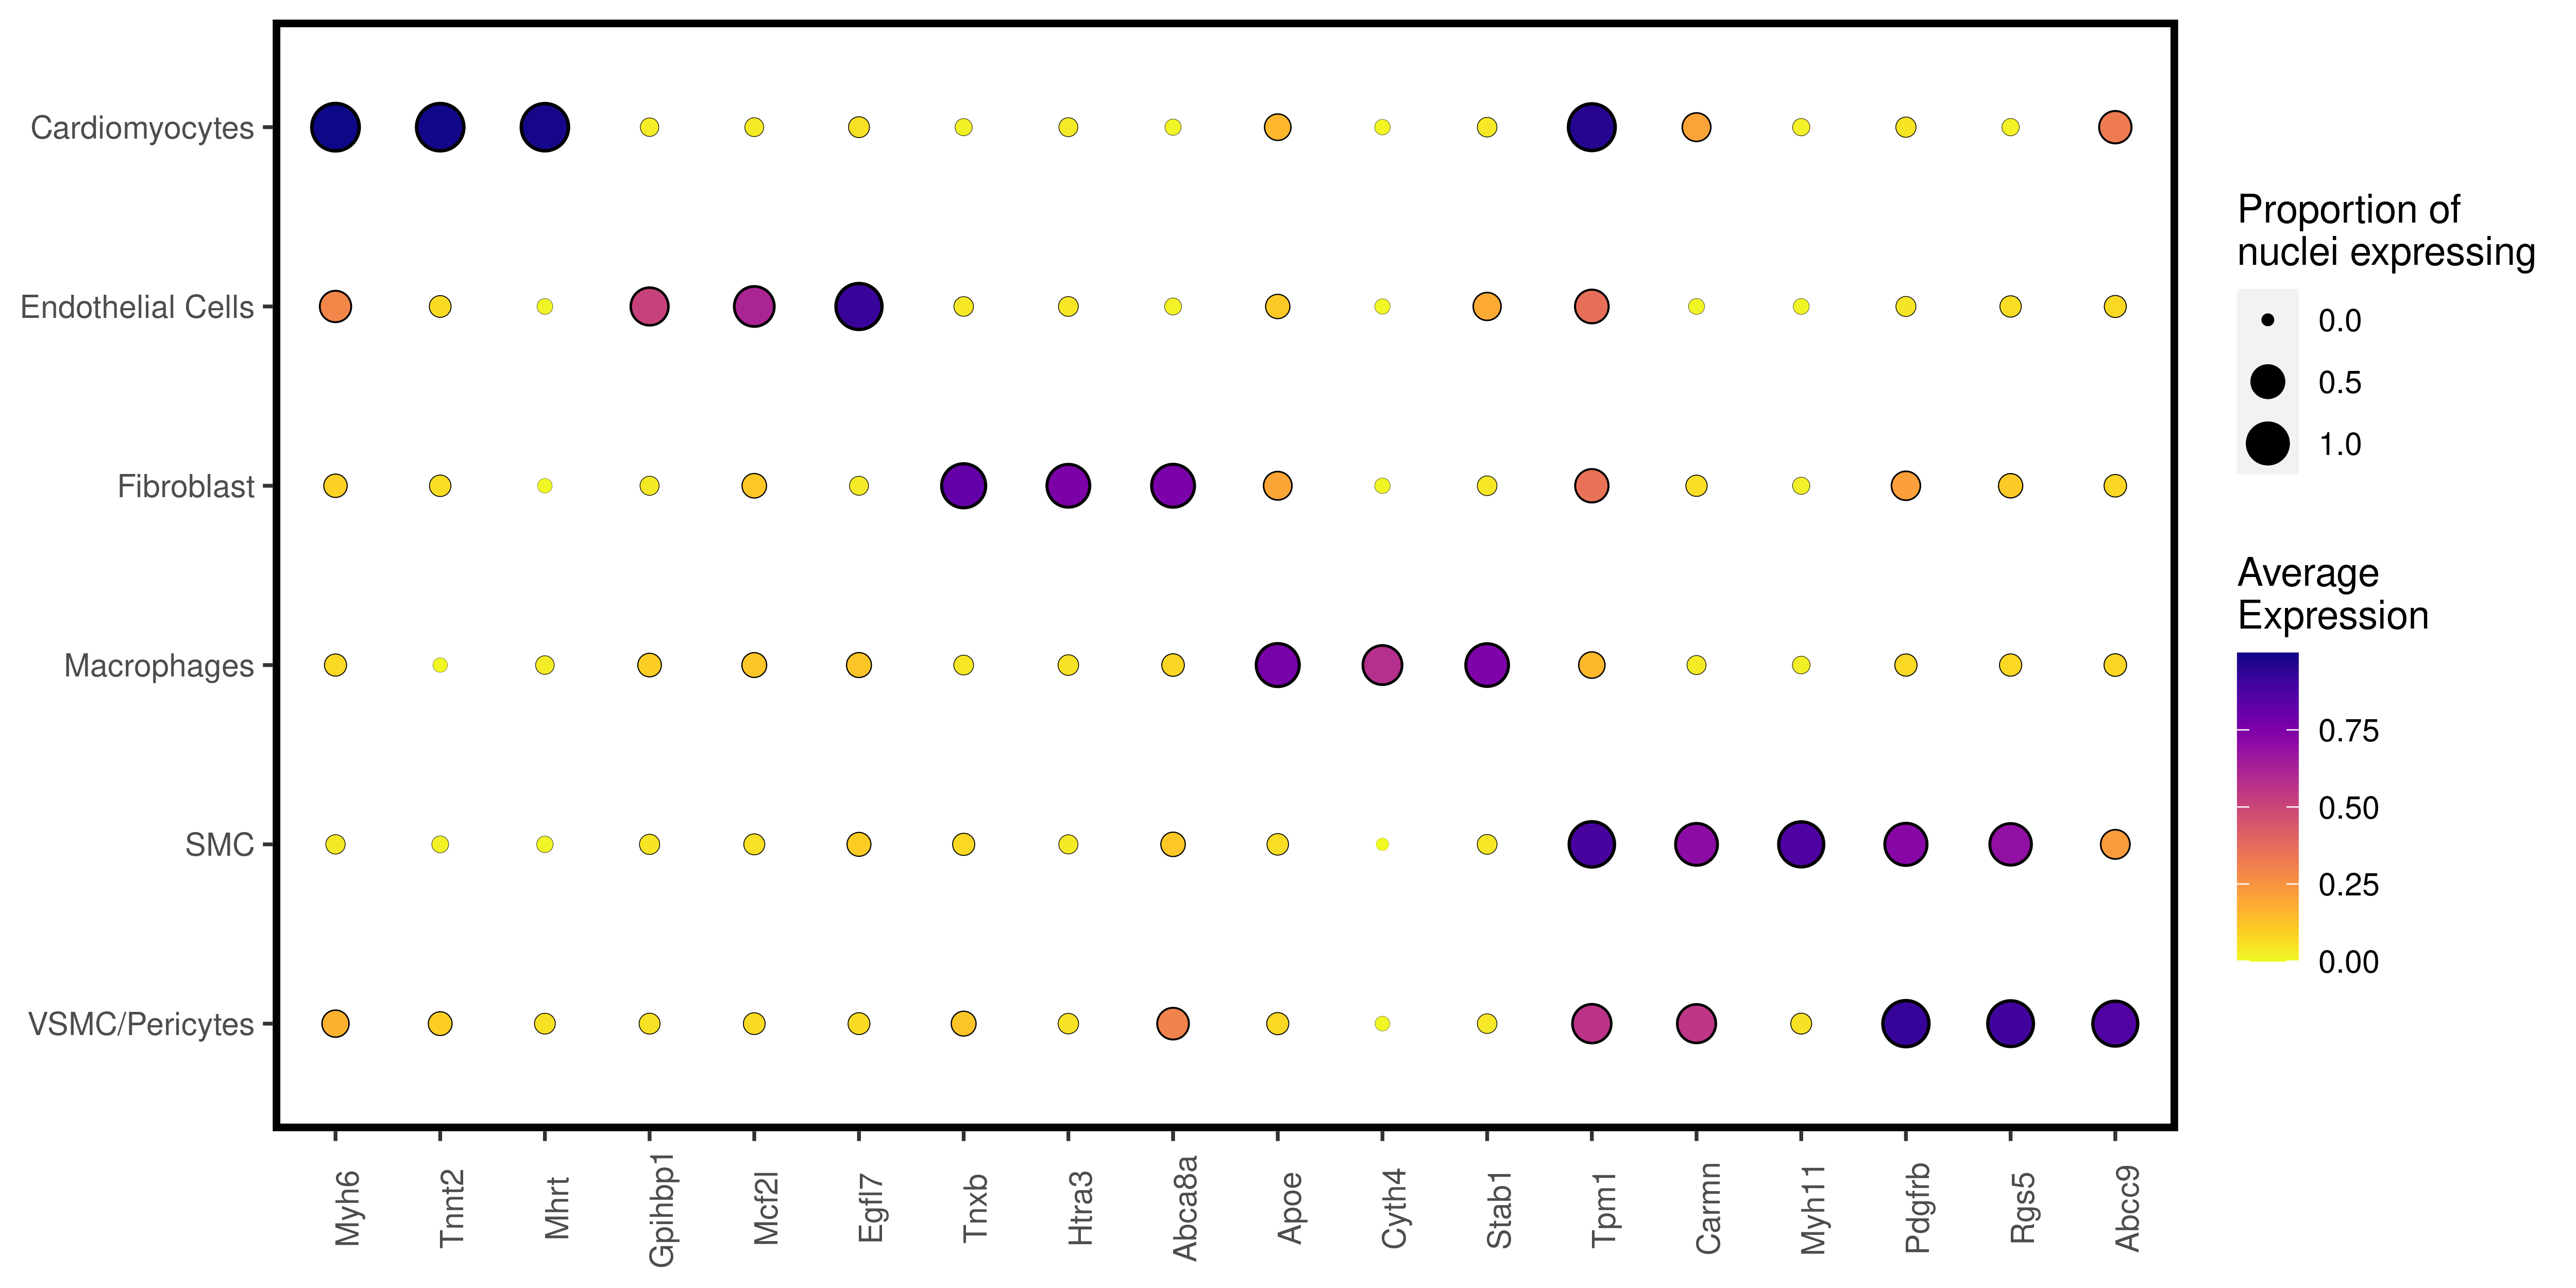 Cardiomyocytes
Endothelial Cells
Fibroblast
Macrophages
SMC
VSMC/Pericytes
Myh6
Tnnt2
Mhrt
Gpihbp1
Mcf2l
Egfl7
Tnxb
Htra3
Abca8a
Apoe
Cyth4
Stab1
Tpm1
Carmn
Myh11
Pdgfrb
Rgs5
Abcc9
Proportion of
nuclei expressing
0.0
0.5
1.0
Average
Expression
0.75
0.50
0.25
0.00